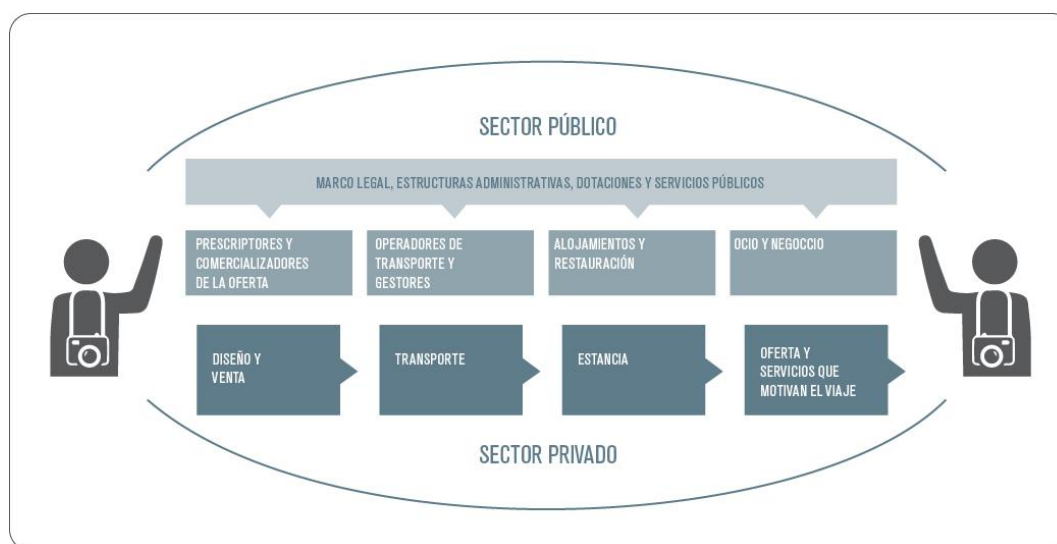 SECTOR PÚBLICO
MARCO LEGAL, ESTRUCTURAS ADMINISTRATIVAS, DOTACIONES Y SERVICIOS PÚBLICOS
PRESCRIPTORES Y
COMERCIALIZADORES
DE LA OFERTA
OPERADORES DE
TRANSPORTE Y
GESTORES
ALOJAMIENTOS Y
RESTAURACIÓN
OCIO Y NEGOCCIO
DISEÑO Y
VENTA
TRANSPORTE
ESTANCIA
OFERTA Y
SERVICIOS QUE
MOTIVAN EL VIAJE
SECTOR PRIVADO